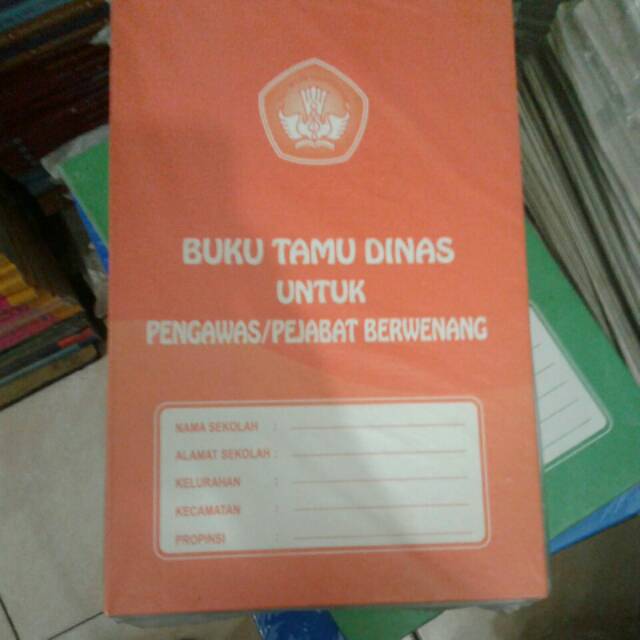 BUKU TAMU DINAS
UNTUK
PENGAWAS/PEJABAT BERWENANG
NAMA SEKOLAH :
ALAMAT SEKOLAH :
KELURAHAN :
KECAMATAN :
PROPINSI :